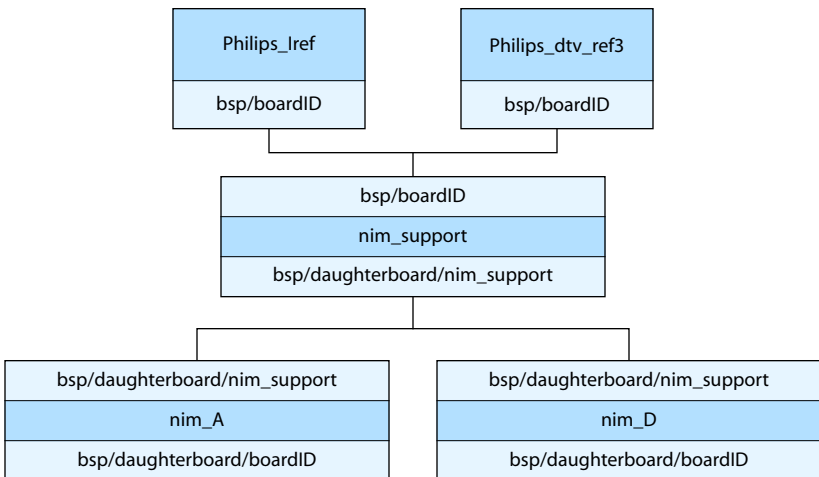 Philips_Iref
Philips_dtv_ref3
bsp/boardID
bsp/boardID
bsp/boardID
nim_support
bsp/daughterboard/nim_support
bsp/daughterboard/nim_support
bsp/daughterboard/nim_support
nim_A
nim_D
bsp/daughterboard/boardID
bsp/daughterboard/boardID